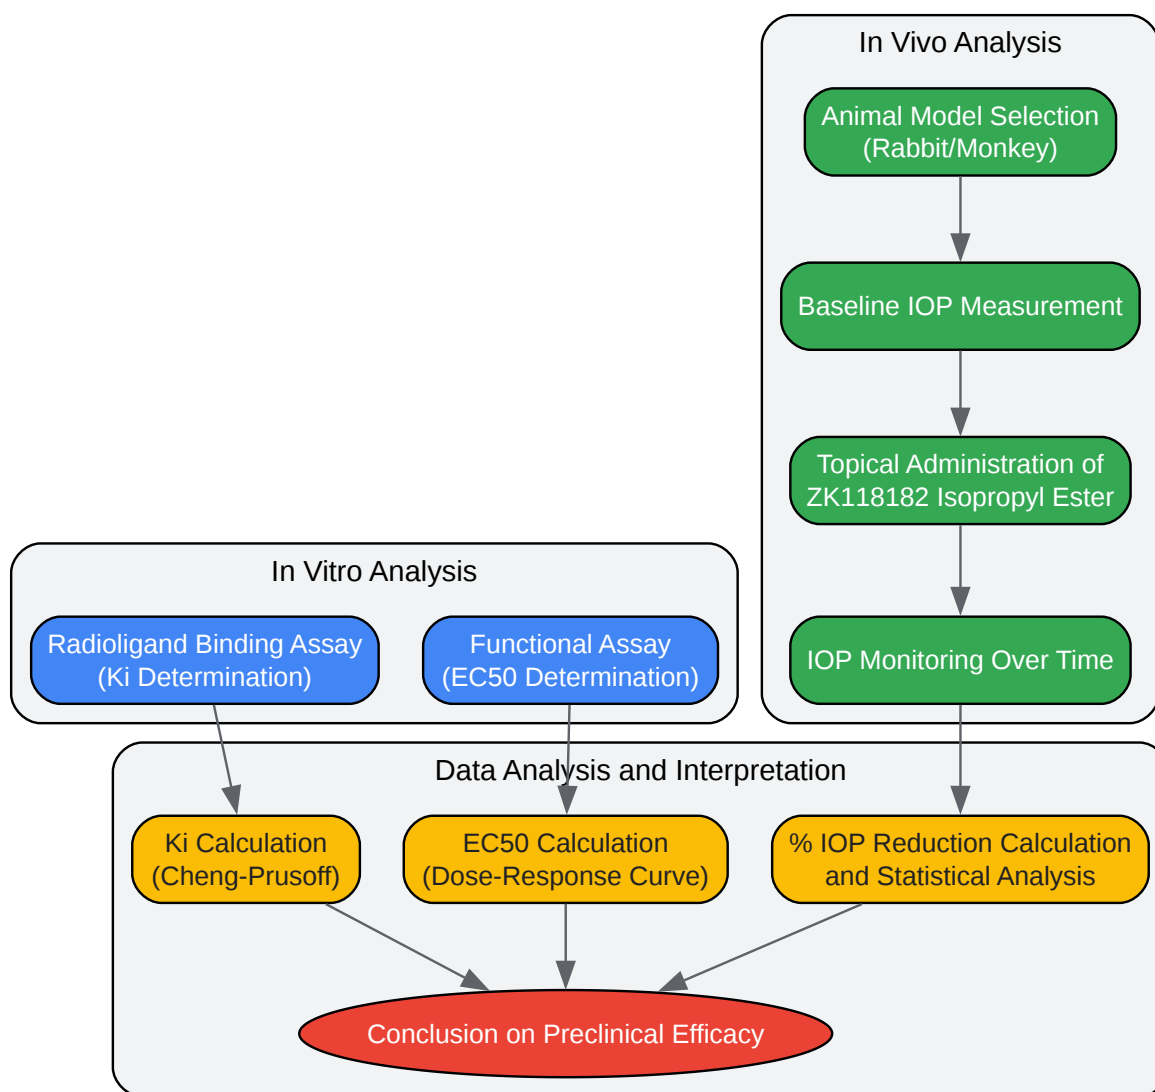 In Vivo Analysis
Animal Model Selection
(Rabbit/Monkey)
Baseline IOP Measurement
Topical Administration of
ZK118182 Isopropyl Ester
IOP Monitoring Over Time
In Vitro Analysis
Radioligand Binding Assay
(Ki Determination)
Functional Assay
(EC50 Determination)
Data Analysis and Interpretation
Ki Calculation
(Cheng-Prusoff)
EC50 Calculation
(Dose-Response Curve)
% IOP Reduction Calculation
and Statistical Analysis
Conclusion on Preclinical Efficacy